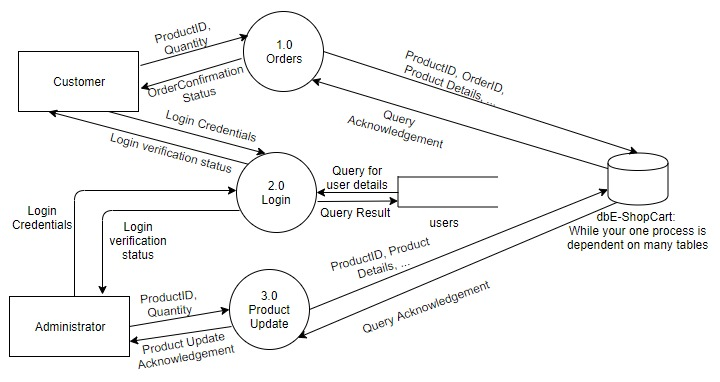 ProductID,
Quantity
1.0
Orders
ProductID, OrderID,
Product Details, ...
Customer
OrderConfirmation
Status
Query
Acknowledgement
Login Credentials
Login verification status
2.0
Login
Query for
user details
Query Result
users
dbE-ShopCart:
While your one process is
dependent on many tables
Login
Credentials
Login
verification
status
ProductID, Product
Details, ...
ProductID,
Quantity
3.0
Product
Update
Query Acknowledgement
Administrator
Product Update
Acknowledgement